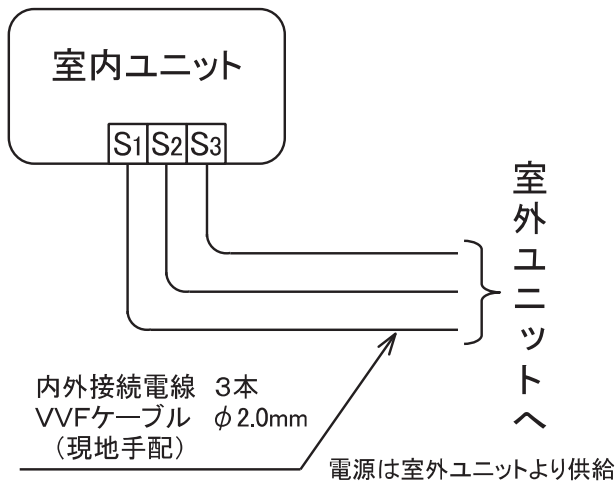 室内ユニット
S1 S2 S3
室外ユニットへ
内外接続電線 3本
VVFケーブル φ2.0mm
(現地手配)
電源は室外ユニットより供給